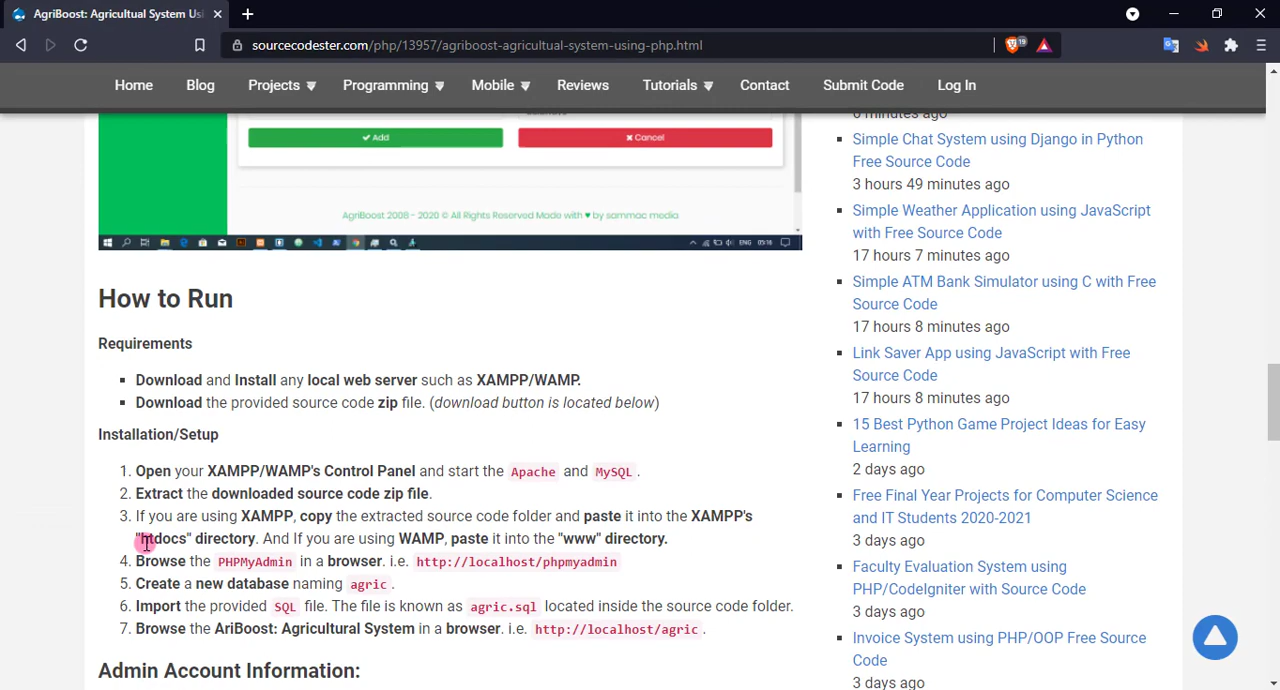 AgriBoost: Agricultual System Usi
sourcecodester.com/php/13957/agriboost-agricultual-system-using-php.html
19
Home Blog Projects Programming Mobile Reviews Tutorials Contact Submit Code Log In
Add
Cancel
AgriBoost 2008 - 2020 © All Rights Reserved Made with ♥ by sammac media
ENG 05:18
How to Run
Requirements
Download and Install any local web server such as XAMPP/WAMP.
Download the provided source code zip file. (download button is located below)
Installation/Setup
1. Open your XAMPP/WAMP's Control Panel and start the Apache and MySQL.
2. Extract the downloaded source code zip file.
3. If you are using XAMPP, copy the extracted source code folder and paste it into the XAMPP's
"htdocs" directory. And If you are using WAMP, paste it into the "www" directory.
4. Browse the PHPMyAdmin in a browser. i.e. http://localhost/phpmyadmin
5. Create a new database naming agric.
6. Import the provided SQL file. The file is known as agric.sql located inside the source code folder.
7. Browse the AriBoost: Agricultural System in a browser. i.e. http://localhost/agric.
Admin Account Information:
6 minutes ago
Simple Chat System using Django in Python
Free Source Code
3 hours 49 minutes ago
Simple Weather Application using JavaScript
with Free Source Code
17 hours 7 minutes ago
Simple ATM Bank Simulator using C with Free
Source Code
17 hours 8 minutes ago
Link Saver App using JavaScript with Free
Source Code
17 hours 8 minutes ago
15 Best Python Game Project Ideas for Easy
Learning
2 days ago
Free Final Year Projects for Computer Science
and IT Students 2020-2021
3 days ago
Faculty Evaluation System using
PHP/CodeIgniter with Source Code
3 days ago
Invoice System using PHP/OOP Free Source
Code
3 days ago